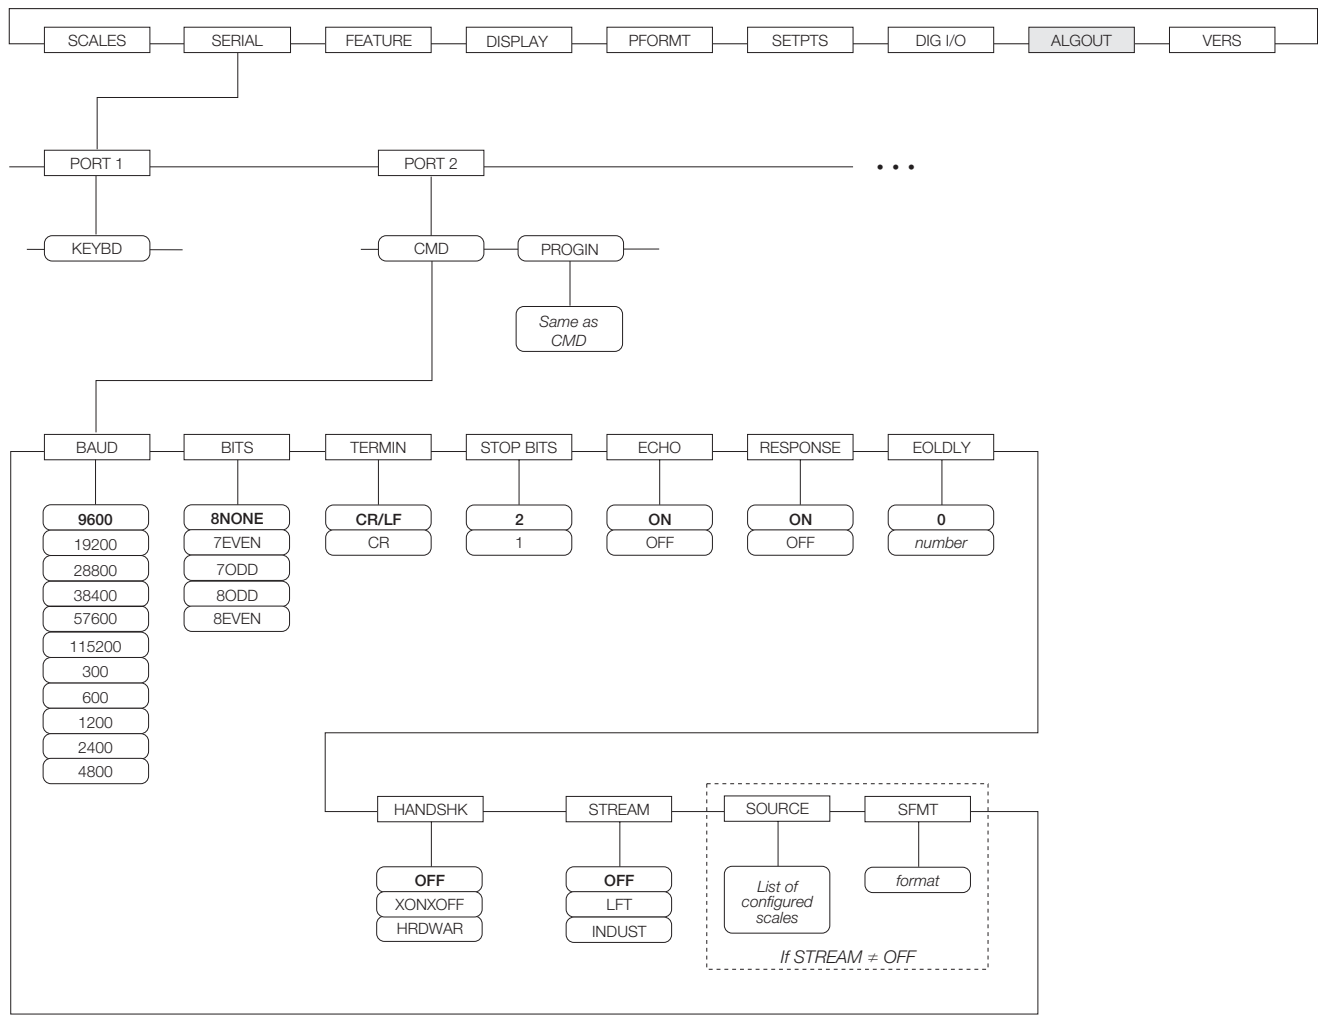 SCALES
SERIAL
FEATURE
DISPLAY
PFORMT
SETPTS
DIG I/O
ALGOUT
VERS
PORT 1
PORT 2
• • •
KEYBD
CMD
PROGIN
Same as
CMD
BAUD
BITS
TERMIN
STOP BITS
ECHO
RESPONSE
EOLDLY
9600
19200
28800
38400
57600
115200
300
600
1200
2400
4800
8NONE
7EVEN
7ODD
8ODD
8EVEN
CR/LF
CR
2
1
ON
OFF
ON
OFF
0
number
HANDSHK
STREAM
SOURCE
SFMT
OFF
XONXOFF
HRDWAR
OFF
LFT
INDUST
List of
configured
scales
format
If STREAM ≠ OFF